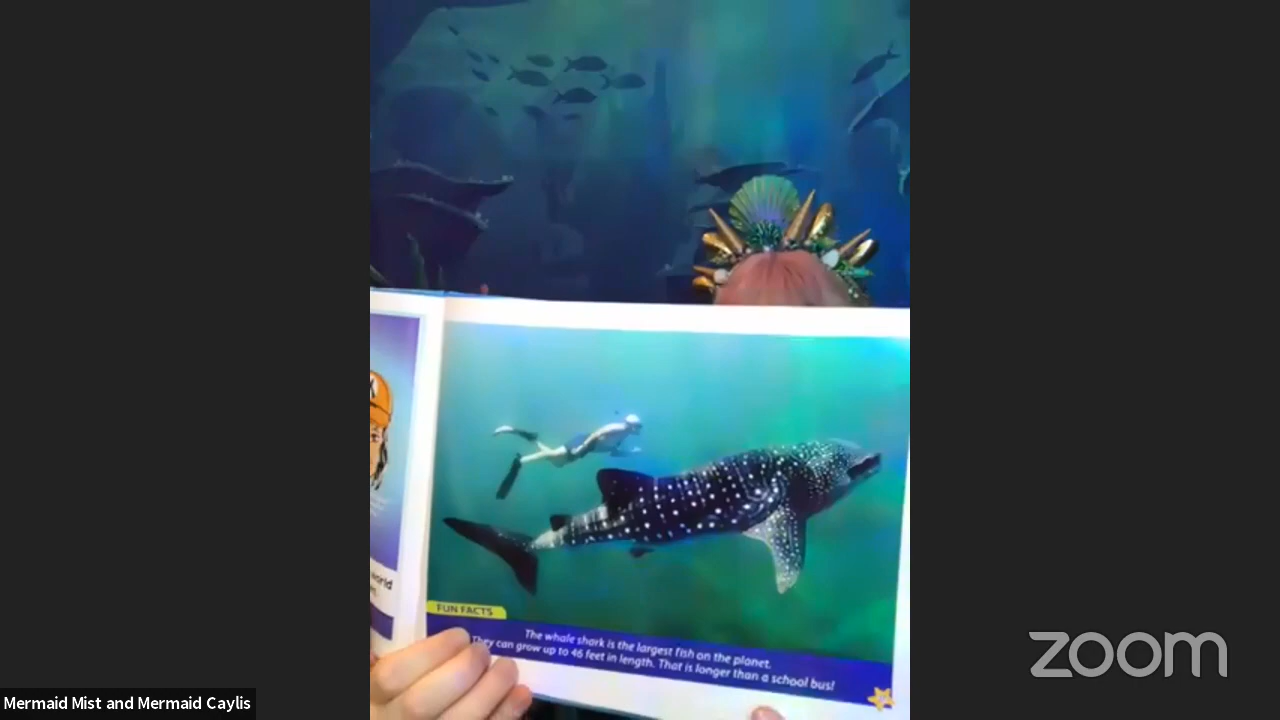 world
FUN FACTS
The whale shark is the largest fish on the planet.
They can grow up to 46 feet in length. That is longer than a school bus!
zoom
Mermaid Mist and Mermaid Caylis